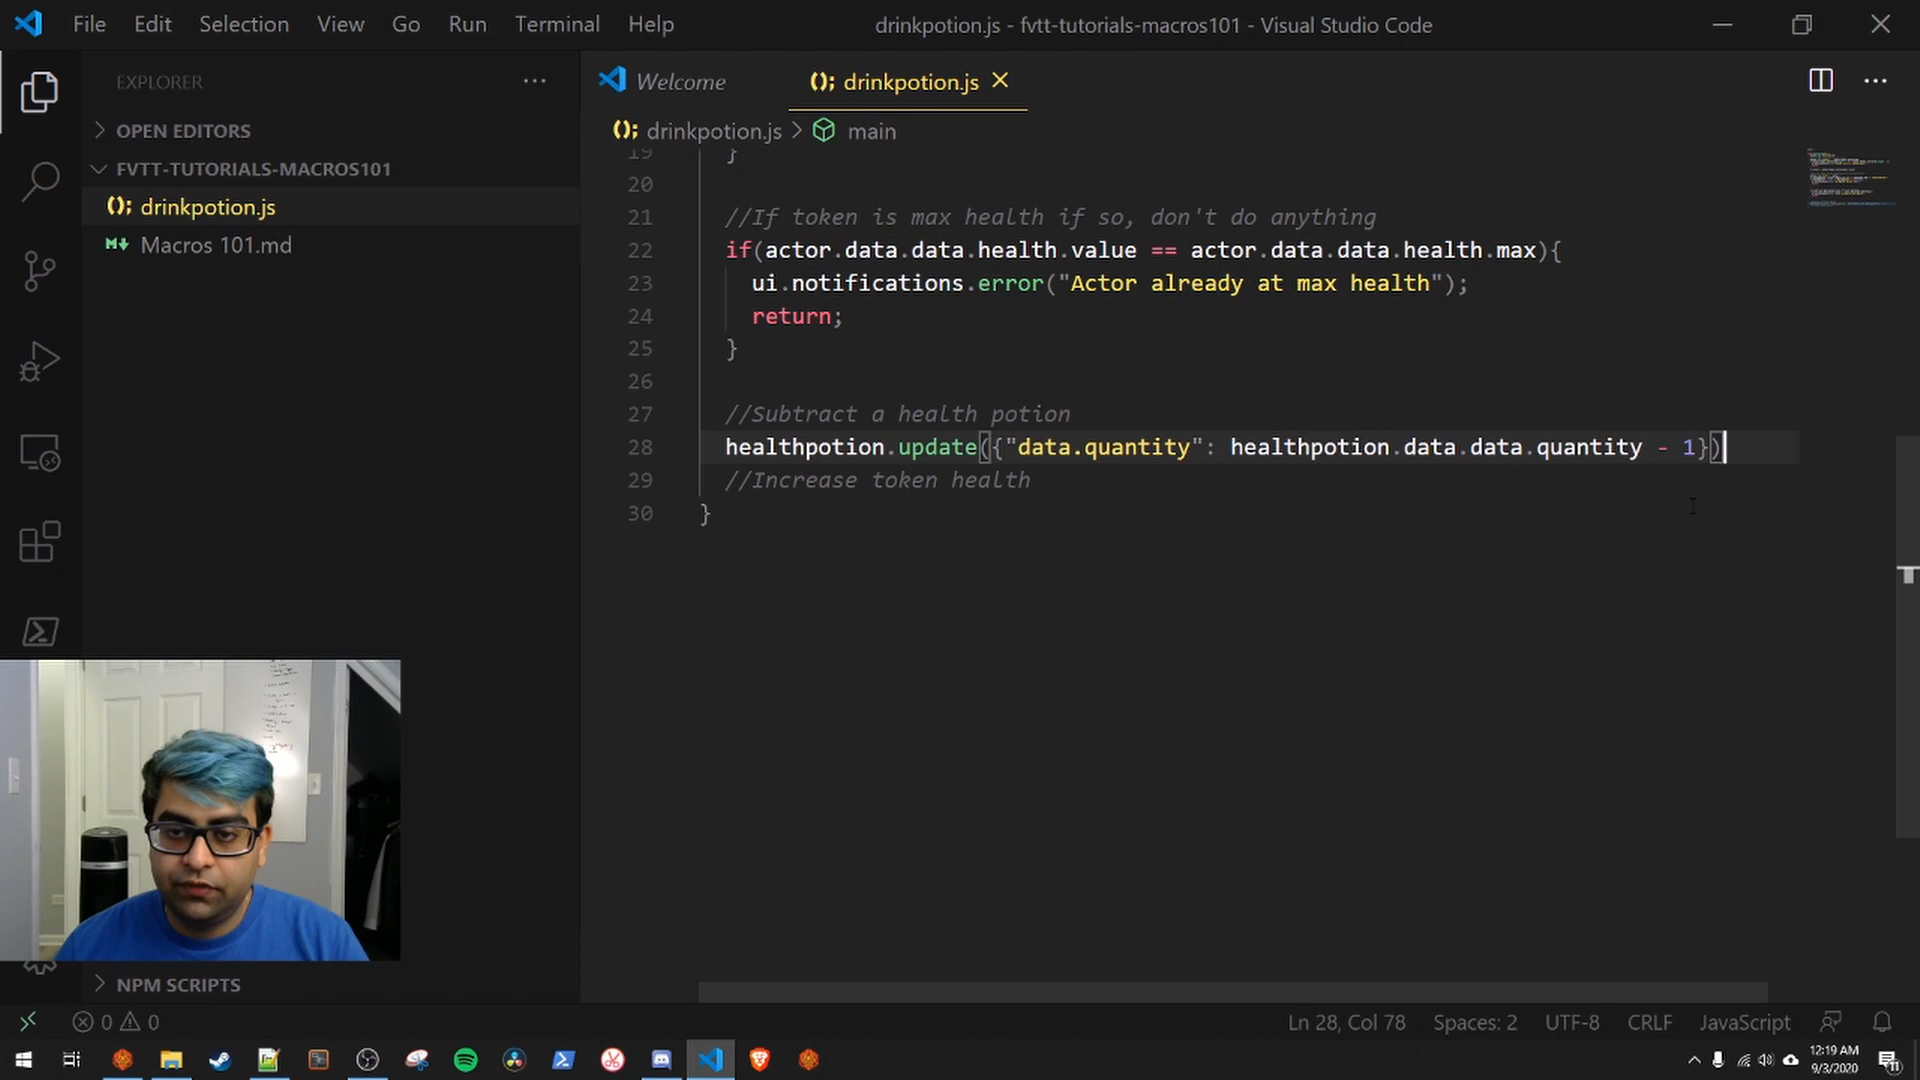 File Edit Selection View Go Run Terminal Help
drinkpotion.js - fvtt-tutorials-macros101 - Visual Studio Code
EXPLORER
OPEN EDITORS
FVTT-TUTORIALS-MACROS101
drinkpotion.js
Macros 101.md
NPM SCRIPTS
Welcome
drinkpotion.js
drinkpotion.js > main
19 }
20
21 //If token is max health if so, don't do anything
22 if(actor.data.data.health.value == actor.data.data.health.max){
23 ui.notifications.error("Actor already at max health");
24 return;
25 }
26
27 //Subtract a health potion
28 healthpotion.update({"data.quantity": healthpotion.data.data.quantity - 1})
29 //Increase token health
30 }
0 0
Ln 28, Col 78 Spaces: 2 UTF-8 CRLF JavaScript
12:19 AM
9/3/2020